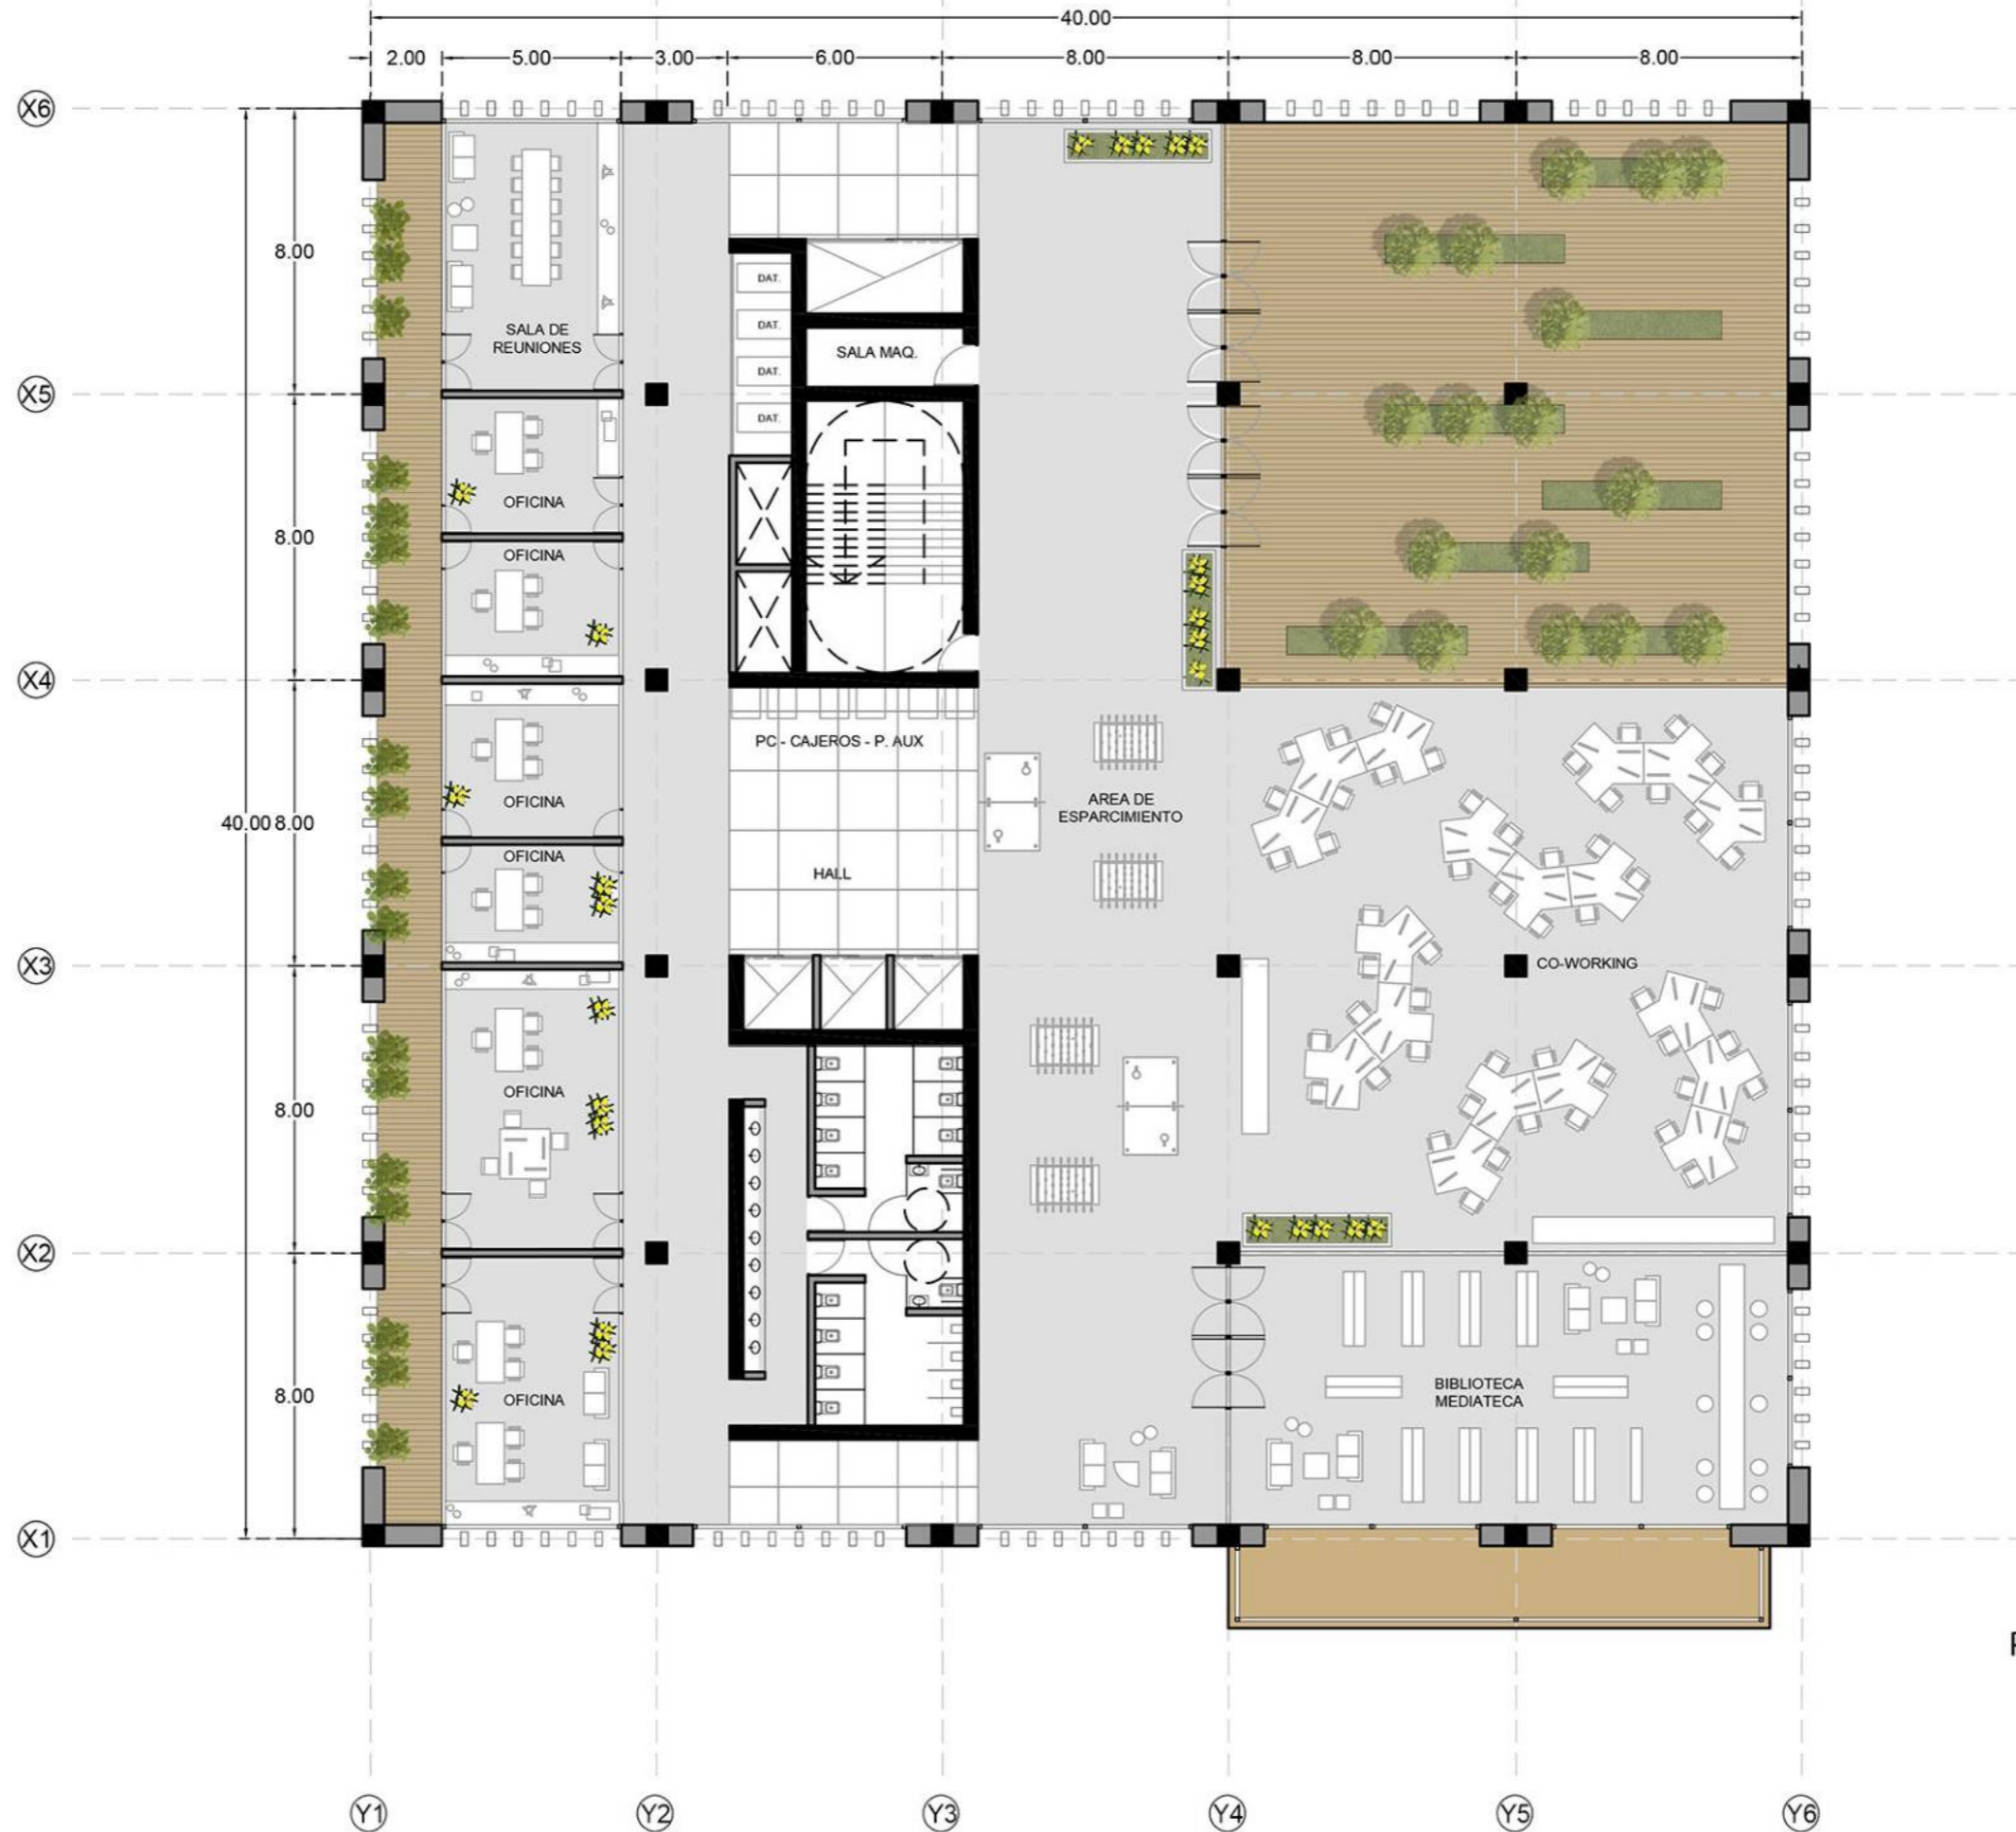 40.00
2.00 5.00 3.00 6.00 8.00 8.00 8.00
X6
8.00
DAT.
SALA DE
REUNIONES
DAT.
SALA MAQ.
DAT.
X5
DAT.
OFICINA
8.00
OFICINA
X4
PC - CAJEROS - P. AUX
OFICINA
AREA DE
ESPARCIMIENTO
40.00 8.00
OFICINA
HALL
X3
CO-WORKING
OFICINA
8.00
X2
BIBLIOTECA
MEDIATECA
8.00
OFICINA
X1
Y1 Y2 Y3 Y4 Y5 Y6